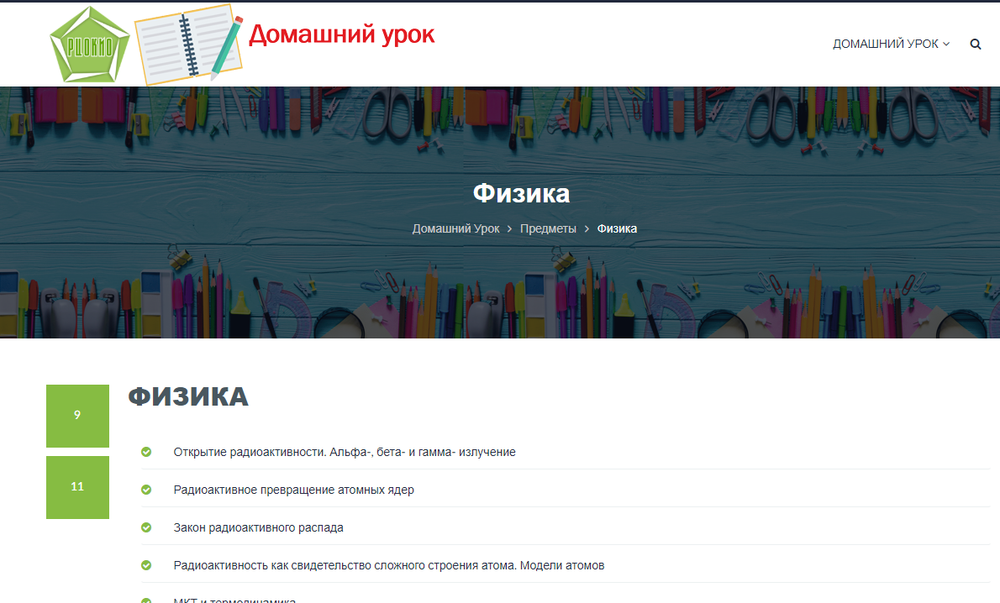 РЦОКИО
Домашний урок
ДОМАШНИЙ УРОК
Физика
Домашний Урок > Предметы > Физика
9
11
ФИЗИКА
Открытие радиоактивности. Альфа-, бета- и гамма- излучение
Радиоактивное превращение атомных ядер
Закон радиоактивного распада
Радиоактивность как свидетельство сложного строения атома. Модели атомов
МКТ и термодинамика